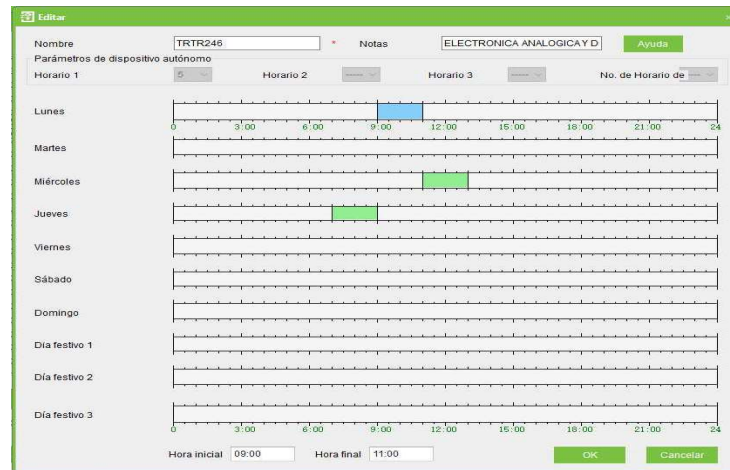 Editar
Nombre TRTR246 * Notas ELECTRONICA ANALOGICA Y D Ayuda
Parámetros de dispositivo autónomo
Horario 1 5 Horario 2 ----- Horario 3 ----- No. de Horario de ---
Lunes
0 3:00 6:00 9:00 12:00 15:00 18:00 21:00 24
Martes
Miércoles
Jueves
Viernes
Sábado
Domingo
Día festivo 1
Día festivo 2
Día festivo 3
0 3:00 6:00 9:00 12:00 15:00 18:00 21:00 24
Hora inicial 09:00 Hora final 11:00 OK Cancelar